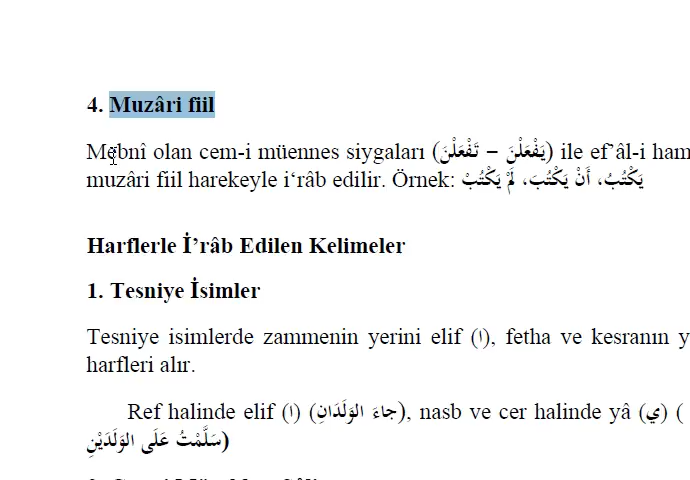 4. Muzâri fiil
Mebnî olan cem-i müennes siygaları (يَفْعَلْنَ – تَفْعَلْنَ) ile ef’âl-i ham
muzâri fiil harekeyle i‘râb edilir. Örnek: يَكْتُبُ، أَنْ يَكْتُبَ، لَمْ يَكْتُبْ
Harflerle İ’râb Edilen Kelimeler
1. Tesniye İsimler
Tesniye isimlerde zammenin yerini elif (ا), fetha ve kesranın y
harfleri alır.
Ref halinde elif (ا) (جاءَ الوَلَدَانِ), nasb ve cer halinde yâ (ي) (
سَلَّمْتُ عَلَى الوَلَدَيْنِ)